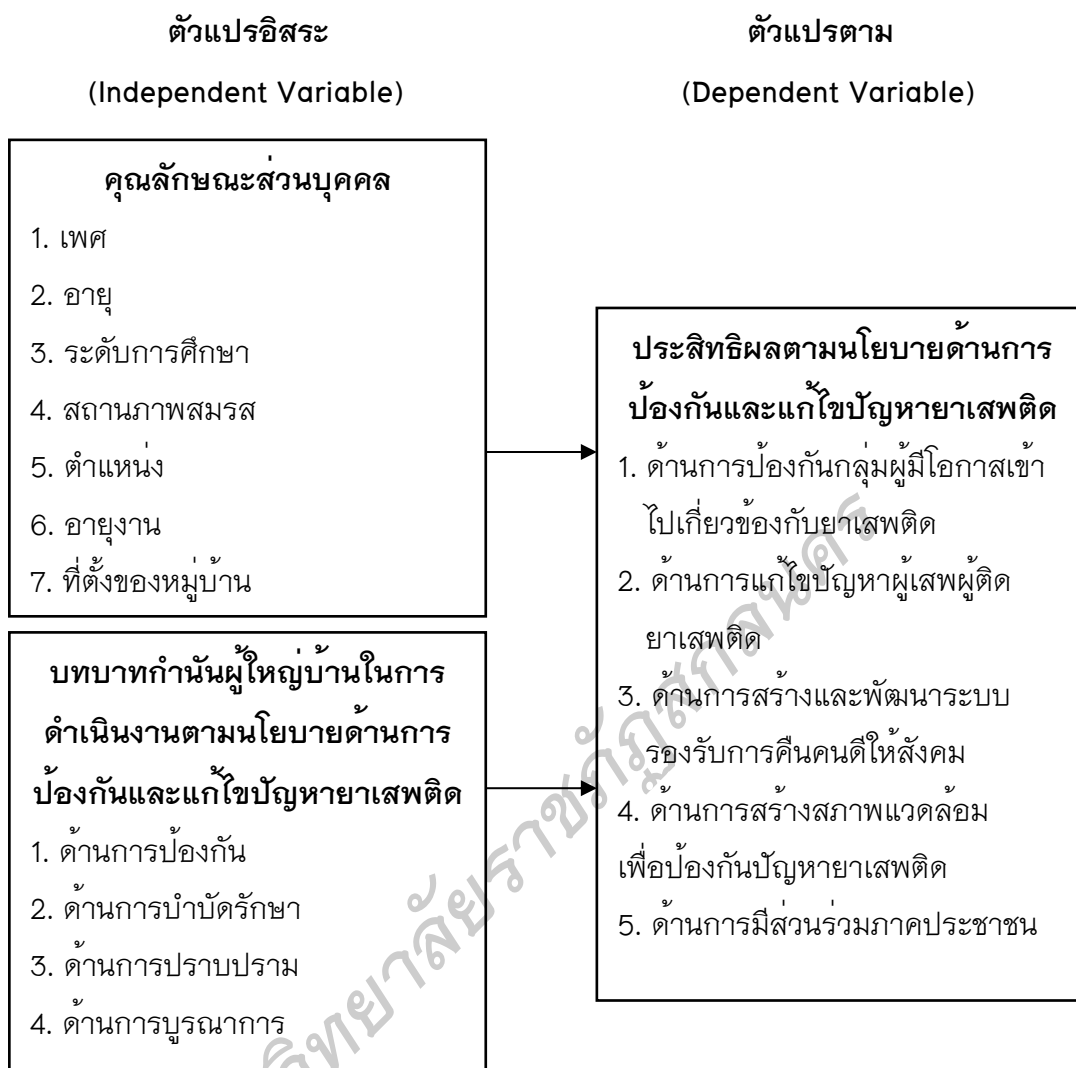 ตัวแปรอิสระ
(Independent Variable)
ตัวแปรตาม
(Dependent Variable)
คุณลักษณะส่วนบุคคล
1. เพศ
2. อายุ
3. ระดับการศึกษา
4. สถานภาพสมรส
5. ตำแหน่ง
6. อายุงาน
7. ที่ตั้งของหมู่บ้าน
บทบาทกำนันผู้ใหญ่บ้านในการ
ดำเนินงานตามนโยบายด้านการ
ป้องกันและแก้ไขปัญหายาเสพติด
1. ด้านการป้องกัน
2. ด้านการบำบัดรักษา
3. ด้านการปราบปราม
4. ด้านการบูรณาการ
ประสิทธิผลตามนโยบายด้านการ
ป้องกันและแก้ไขปัญหายาเสพติด
1. ด้านการป้องกันกลุ่มผู้มีโอกาสเข้า
ไปเกี่ยวข้องกับยาเสพติด
2. ด้านการแก้ไขปัญหาผู้เสพผู้ติด
ยาเสพติด
3. ด้านการสร้างและพัฒนาระบบ
รองรับการคืนคนดีให้สังคม
4. ด้านการสร้างสภาพแวดล้อม
เพื่อป้องกันปัญหายาเสพติด
5. ด้านการมีส่วนร่วมภาคประชาชน
ิทยาลัยราชภัฏสกลนคร